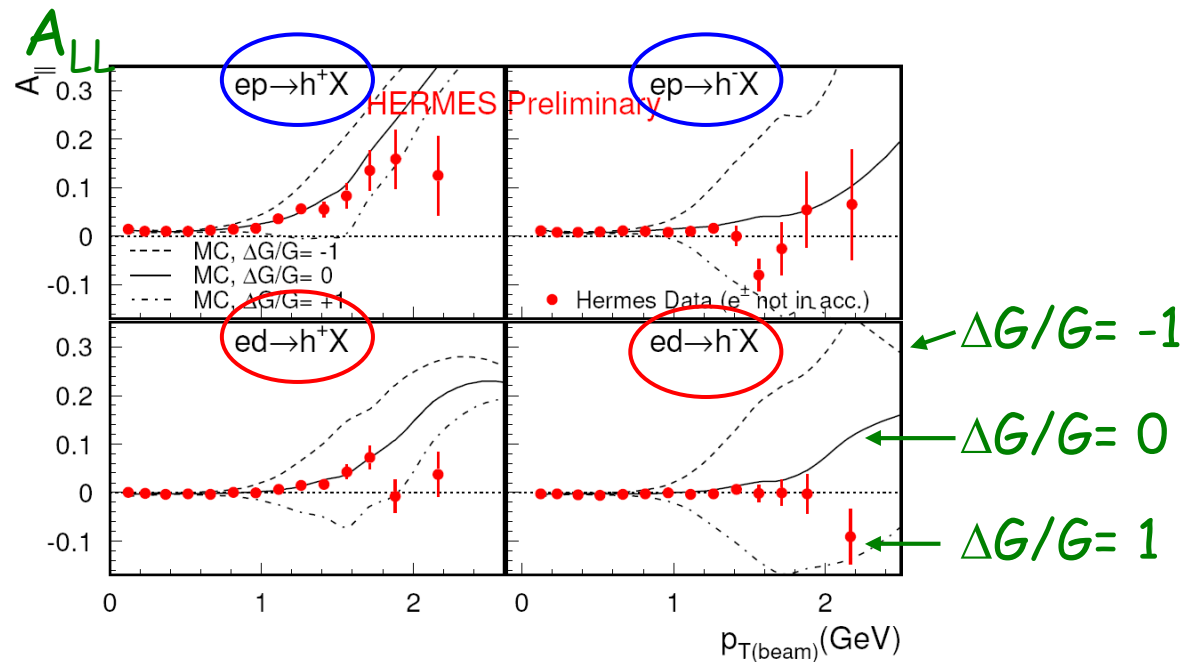 A_LL
A_||
ep→h⁺X
ep→h⁻X
HERMES Preliminary
0.3
0.2
0.1
0
-0.1
MC, ΔG/G= -1
MC, ΔG/G= 0
MC, ΔG/G= +1
Hermes Data (e± not in acc.)
ed→h⁺X
ed→h⁻X
0.3
0.2
0.1
0
-0.1
ΔG/G= -1
ΔG/G= 0
ΔG/G= 1
0 1 2 0 1 2
p_T(beam)(GeV)